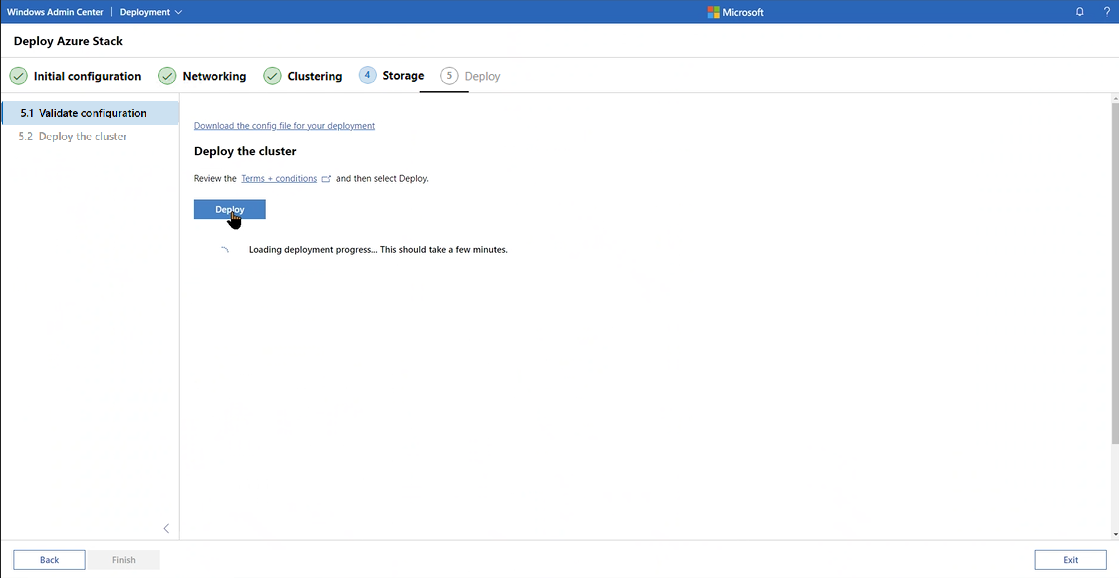 Windows Admin Center | Deployment
Microsoft
?
Deploy Azure Stack
Initial configuration
Networking
Clustering
4 Storage
5 Deploy
5.1 Validate configuration
5.2 Deploy the cluster
Download the config file for your deployment
Deploy the cluster
Review the Terms + conditions and then select Deploy.
Deploy
Loading deployment progress... This should take a few minutes.
Back
Finish
Exit